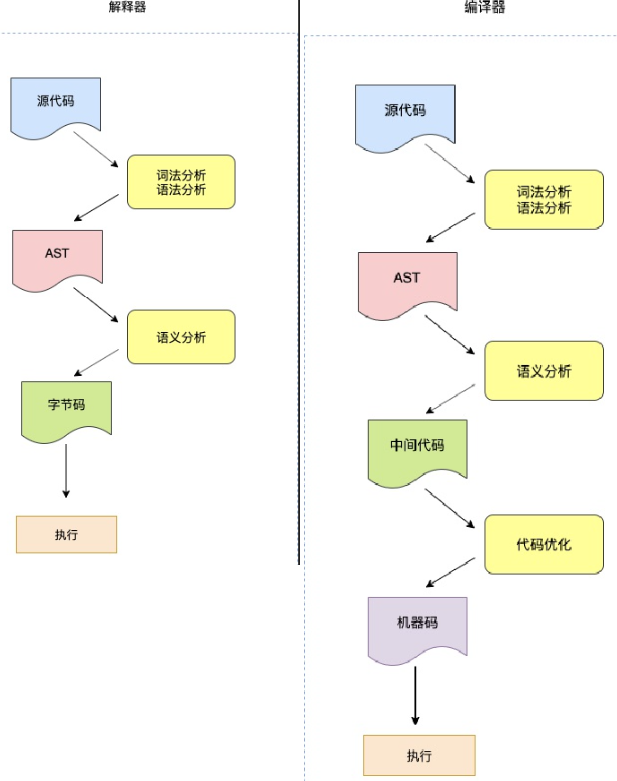 解释器
源代码
词法分析
语法分析
AST
语义分析
字节码
执行
编译器
源代码
词法分析
语法分析
AST
语义分析
中间代码
代码优化
机器码
执行